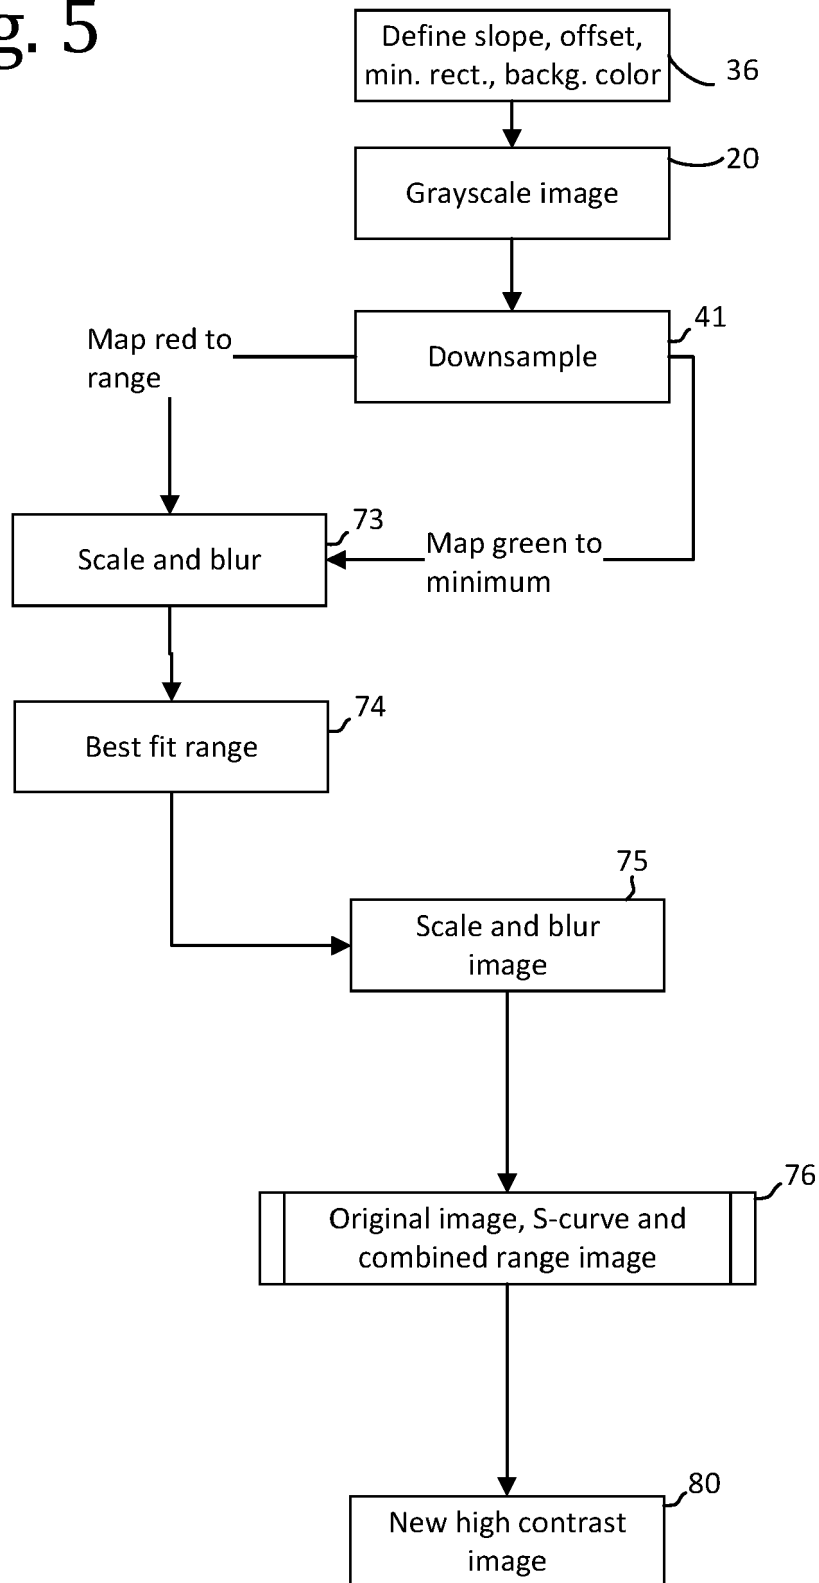 g. 5
Define slope, offset,
min. rect., backg. color
36
20
Grayscale image
41
Downsample
Map red to
range
73
Scale and blur
Map green to
minimum
74
Best fit range
75
Scale and blur
image
76
Original image, S-curve and
combined range image
80
New high contrast
image